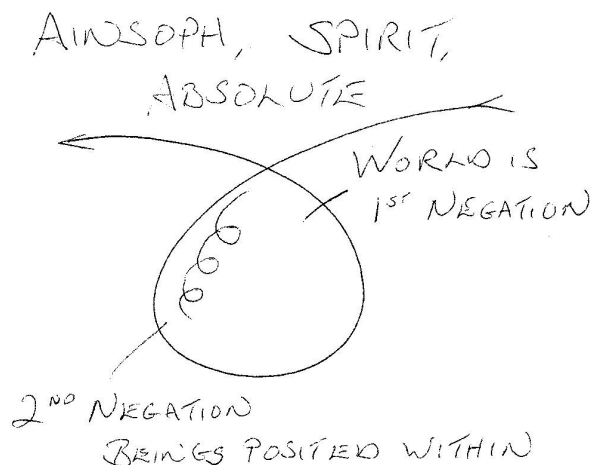 AINSOPH, SPIRIT,
ABSOLUTE
WORLD IS
1ST NEGATION
2ND NEGATION
BEINGS POSITED WITHIN